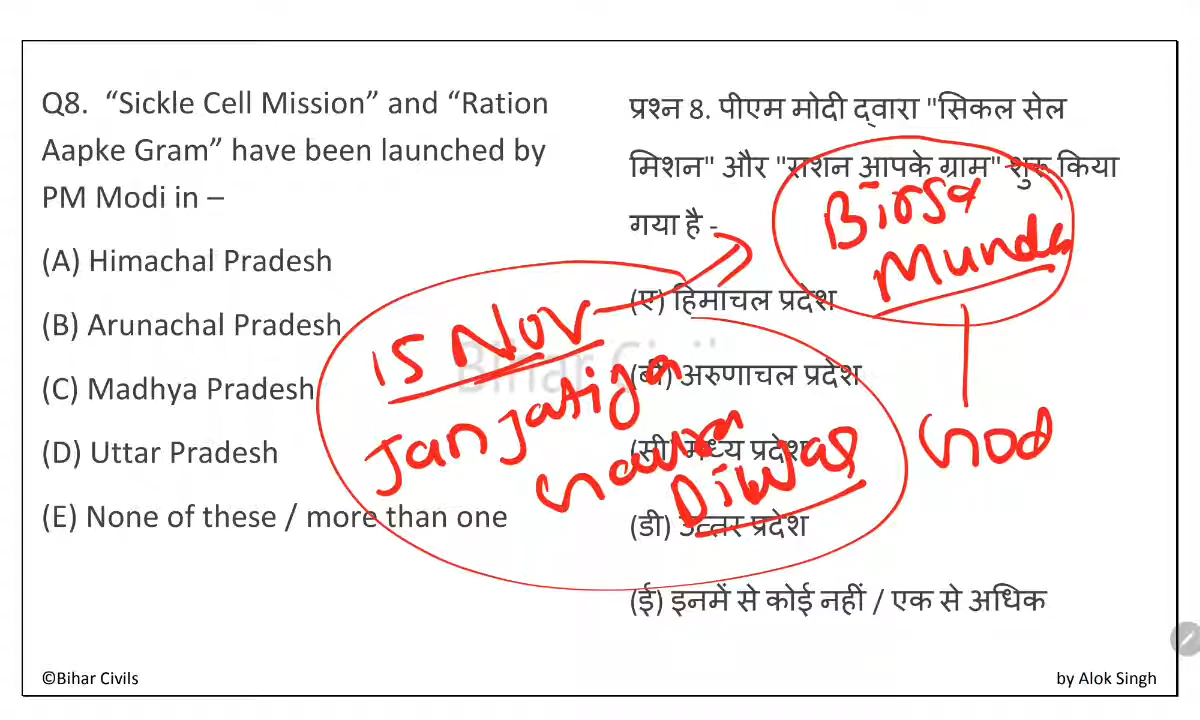 Q8. “Sickle Cell Mission” and “Ration
Aapke Gram” have been launched by
PM Modi in –
(A) Himachal Pradesh
(B) Arunachal Pradesh
(C) Madhya Pradesh
(D) Uttar Pradesh
(E) None of these / more than one
प्रश्न 8. पीएम मोदी द्वारा "सिकल सेल
मिशन" और "राशन आपके ग्राम" शुरू किया
गया है -
(ए) हिमाचल प्रदेश
(बी) अरुणाचल प्रदेश
(सी) मध्य प्रदेश
(डी) उत्तर प्रदेश
(ई) इनमें से कोई नहीं / एक से अधिक
Birsa
Munda
God
15 Nov
Janjatiya
Gaurav
Diwas
Bihar Civils
©Bihar Civils
by Alok Singh